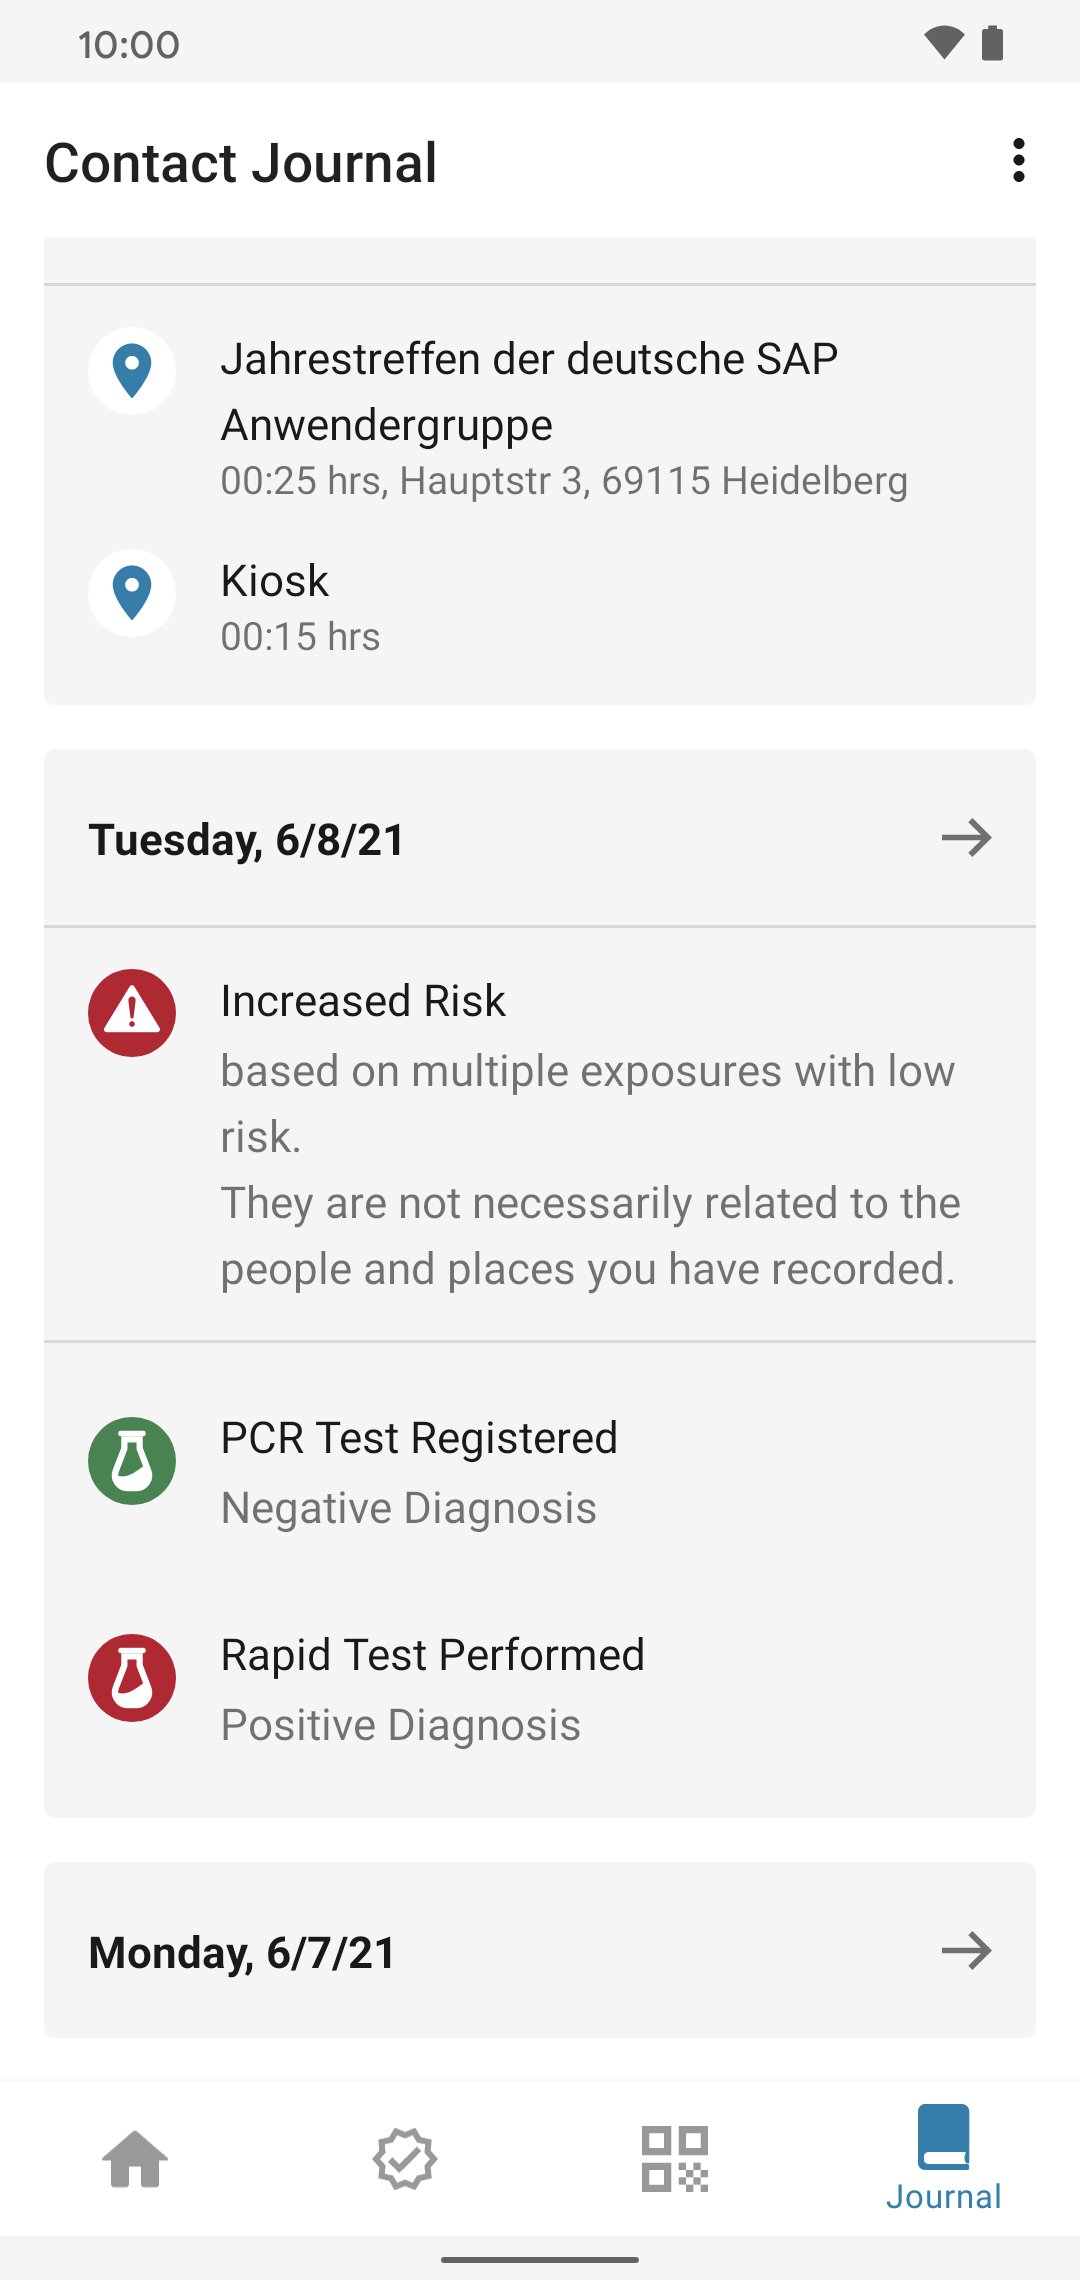 10:00
Contact Journal
Jahrestreffen der deutsche SAP
Anwendergruppe
00:25 hrs, Hauptstr 3, 69115 Heidelberg
Kiosk
00:15 hrs
Tuesday, 6/8/21
Increased Risk
based on multiple exposures with low
risk.
They are not necessarily related to the
people and places you have recorded.
PCR Test Registered
Negative Diagnosis
Rapid Test Performed
Positive Diagnosis
Monday, 6/7/21
Journal